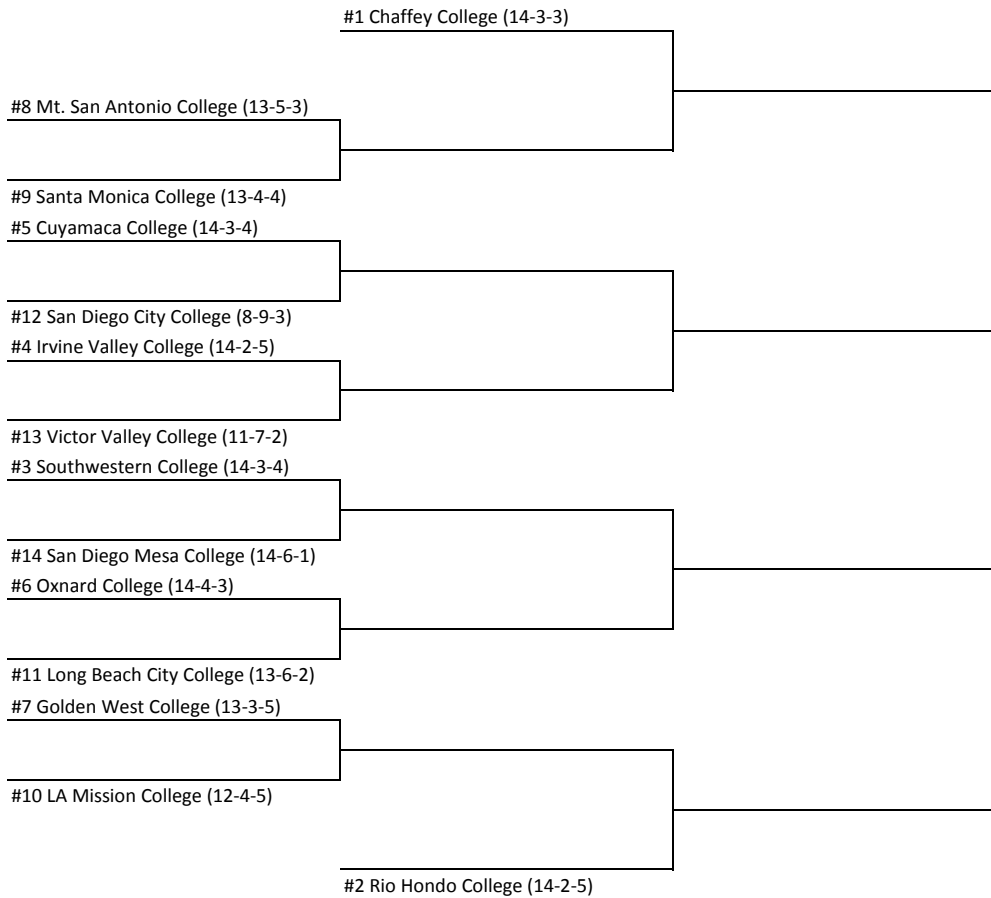 #1 Chaffey College (14-3-3)
#8 Mt. San Antonio College (13-5-3)
#9 Santa Monica College (13-4-4)
#5 Cuyamaca College (14-3-4)
#12 San Diego City College (8-9-3)
#4 Irvine Valley College (14-2-5)
#13 Victor Valley College (11-7-2)
#3 Southwestern College (14-3-4)
#14 San Diego Mesa College (14-6-1)
#6 Oxnard College (14-4-3)
#11 Long Beach City College (13-6-2)
#7 Golden West College (13-3-5)
#10 LA Mission College (12-4-5)
#2 Rio Hondo College (14-2-5)